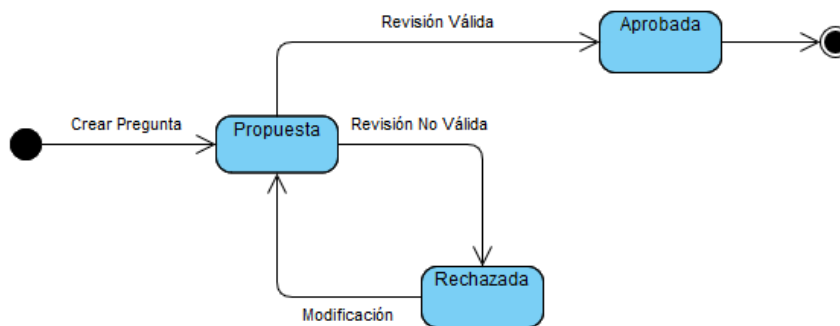 Revisión Válida
Aprobada
Crear Pregunta
Propuesta
Revisión No Válida
Rechazada
Modificación